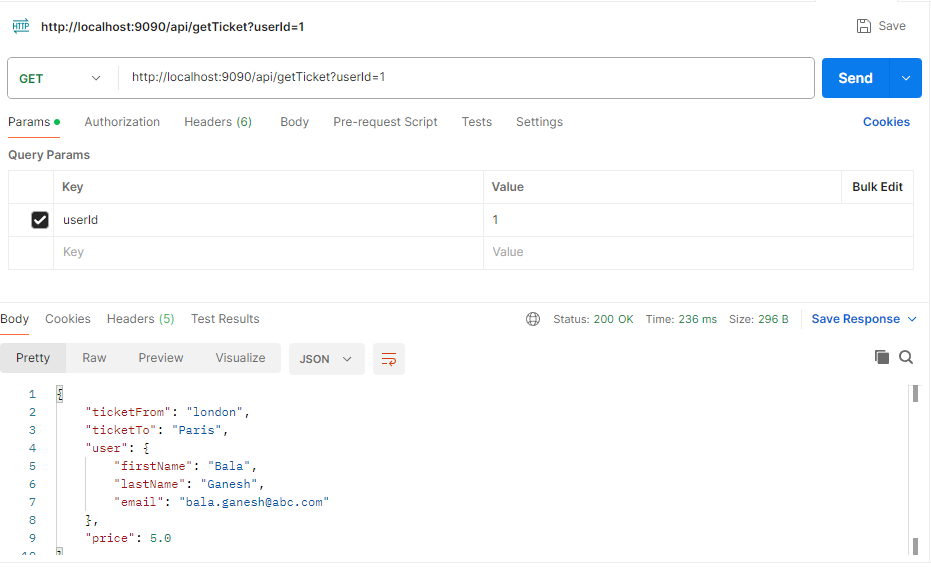 HTTP http://localhost:9090/api/getTicket?userId=1 Save
GET http://localhost:9090/api/getTicket?userId=1 Send
Params Authorization Headers (6) Body Pre-request Script Tests Settings Cookies
Query Params
Key Value Bulk Edit
userId 1
Key Value
Body Cookies Headers (5) Test Results Status: 200 OK Time: 236 ms Size: 296 B Save Response
Pretty Raw Preview Visualize JSON
1 {
2 "ticketFrom": "london",
3 "ticketTo": "Paris",
4 "user": {
5 "firstName": "Bala",
6 "lastName": "Ganesh",
7 "email": "bala.ganesh@abc.com"
8 },
9 "price": 5.0
10 }